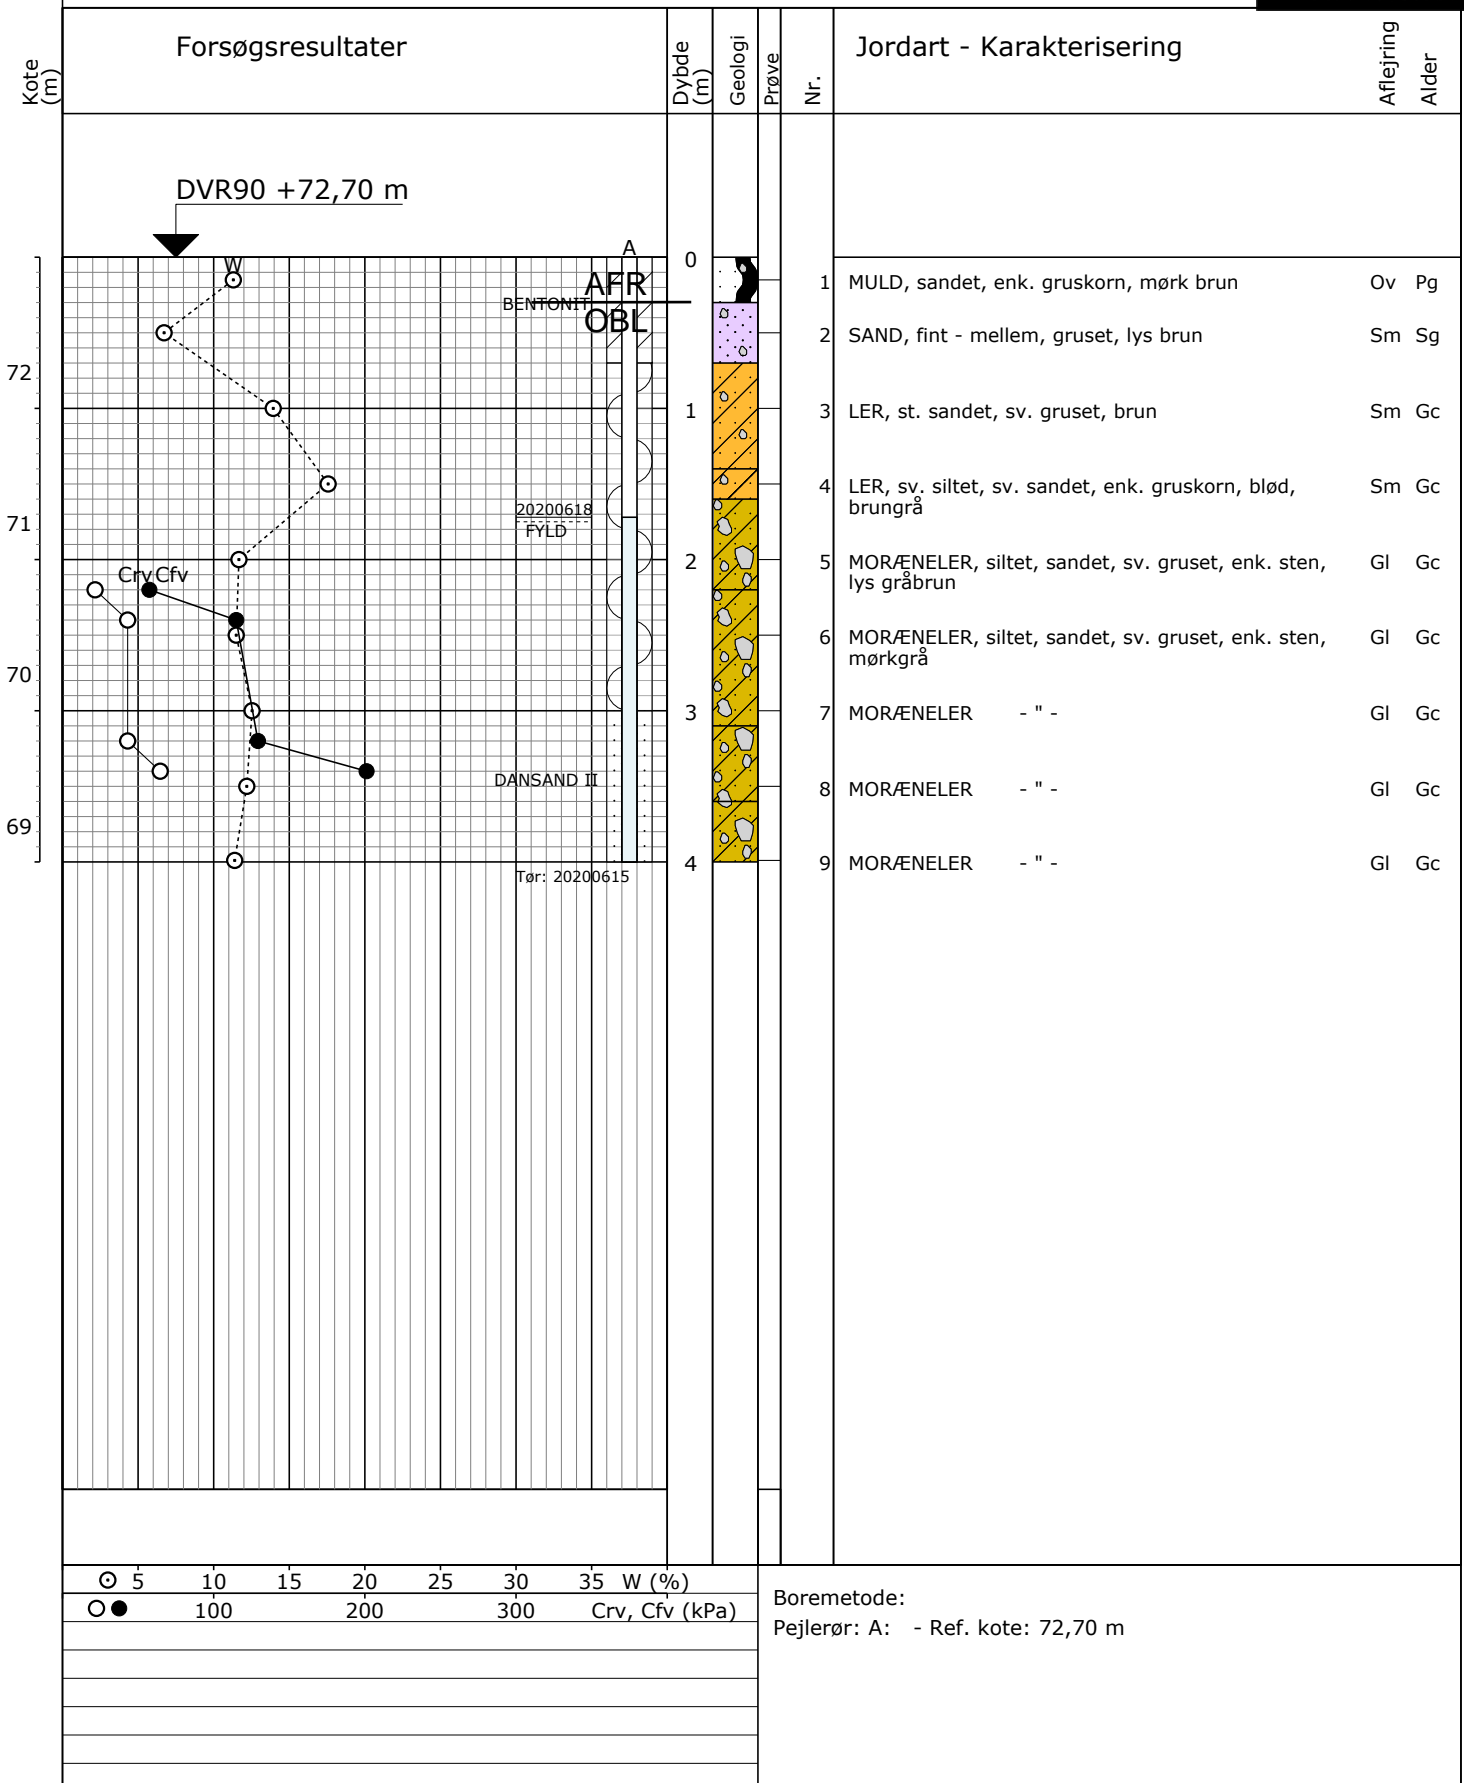 Forsøgsresultater
Kote
(m)
Dybde
(m)
Geologi
Prøve
Nr.
Jordart - Karakterisering
Aflejring
Alder
DVR90 +72,70 m
A
W
0
AFR
BENTONIT
OBL
1 MULD, sandet, enk. gruskorn, mørk brun Ov Pg
2 SAND, fint - mellem, gruset, lys brun Sm Sg
72
1
3 LER, st. sandet, sv. gruset, brun Sm Gc
4 LER, sv. siltet, sv. sandet, enk. gruskorn, blød, Sm Gc
brungrå
20200618
71
FYLD
2
5 MORÆNELER, siltet, sandet, sv. gruset, enk. sten, Gl Gc
lys gråbrun
Crv Cfv
6 MORÆNELER, siltet, sandet, sv. gruset, enk. sten, Gl Gc
mørkgrå
70
3
7 MORÆNELER - " - Gl Gc
DANSAND II
8 MORÆNELER - " - Gl Gc
69
4
9 MORÆNELER - " - Gl Gc
Tør: 20200615
5 10 15 20 25 30 35 W (%)
100 200 300 Crv, Cfv (kPa)
Boremetode:
Pejlerør: A: - Ref. kote: 72,70 m